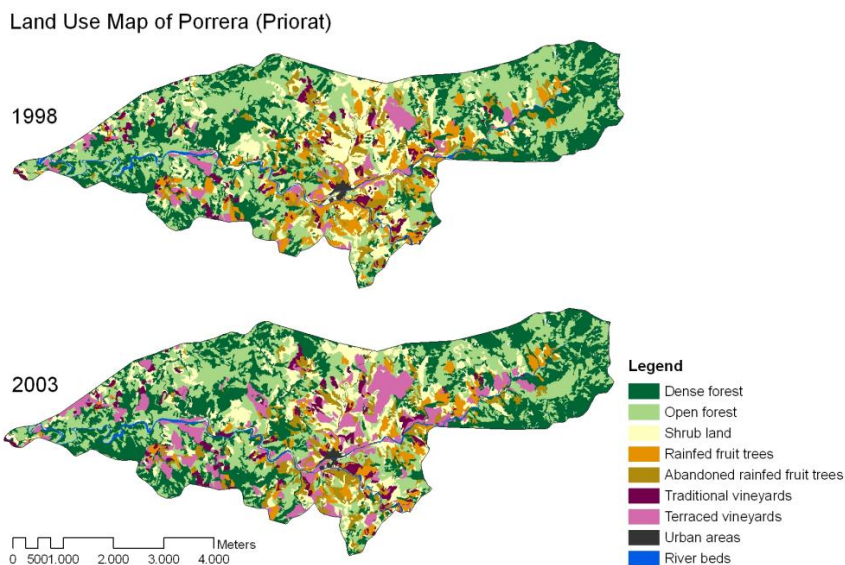 Land Use Map of Porrera (Priorat)
1998
2003
Legend
Dense forest
Open forest
Shrub land
Rainfed fruit trees
Abandoned rainfed fruit trees
Traditional vineyards
Terraced vineyards
Urban areas
River beds
Meters
0 5001.000 2.000 3.000 4.000